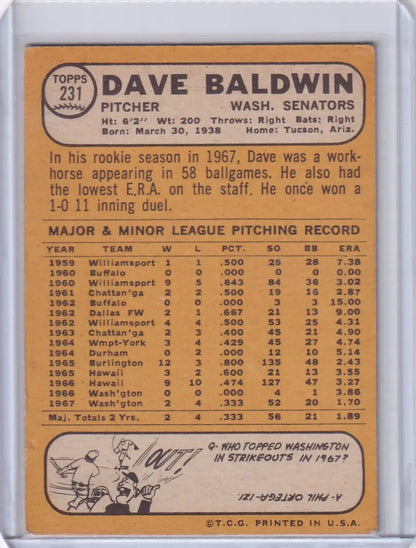 TOPPS
231
DAVE BALDWIN
PITCHER WASH. SENATORS
Ht: 6'2" Wt: 200 Throws: Right Bats: Right
Born: March 30, 1938 Home: Tucson, Ariz.
In his rookie season in 1967, Dave was a work-
horse appearing in 58 ballgames. He also had
the lowest E.R.A. on the staff. He once won a
1-0 11 inning duel.
MAJOR & MINOR LEAGUE PITCHING RECORD
YEAR TEAM W L PCT. SO BB ERA
1959 Williamsport 1 1 .500 25 28 7.38
1960 Buffalo 0 0 .000 0 0 0.00
1960 Williamsport 9 5 .643 84 36 3.02
1961 Chattan'ga 2 2 .500 19 16 2.87
1962 Buffalo 0 0 .000 3 3 15.00
1962 Dallas FW 2 1 .667 21 13 9.00
1962 Williamsport 4 4 .500 53 25 4.31
1963 Chattan'ga 2 3 .400 45 21 4.90
1964 Wmpt-York 3 4 .429 45 27 4.74
1964 Durham 0 2 .000 12 10 5.14
1965 Burlington 12 3 .800 135 48 2.43
1965 Hawaii 3 2 .600 21 21 3.55
1966 Hawaii 9 10 .474 127 47 3.27
1966 Wash'gton 0 0 .000 4 1 3.86
1967 Wash'gton 2 4 .333 52 20 1.70
Maj. Totals 2 Yrs. 2 4 .333 56 21 1.89
OUT!
Q- WHO TOPPED WASHINGTON
IN STRIKEOUTS IN 1967?
A- PHIL ORTEGA-121
©T.C.G. PRINTED IN U.S.A.